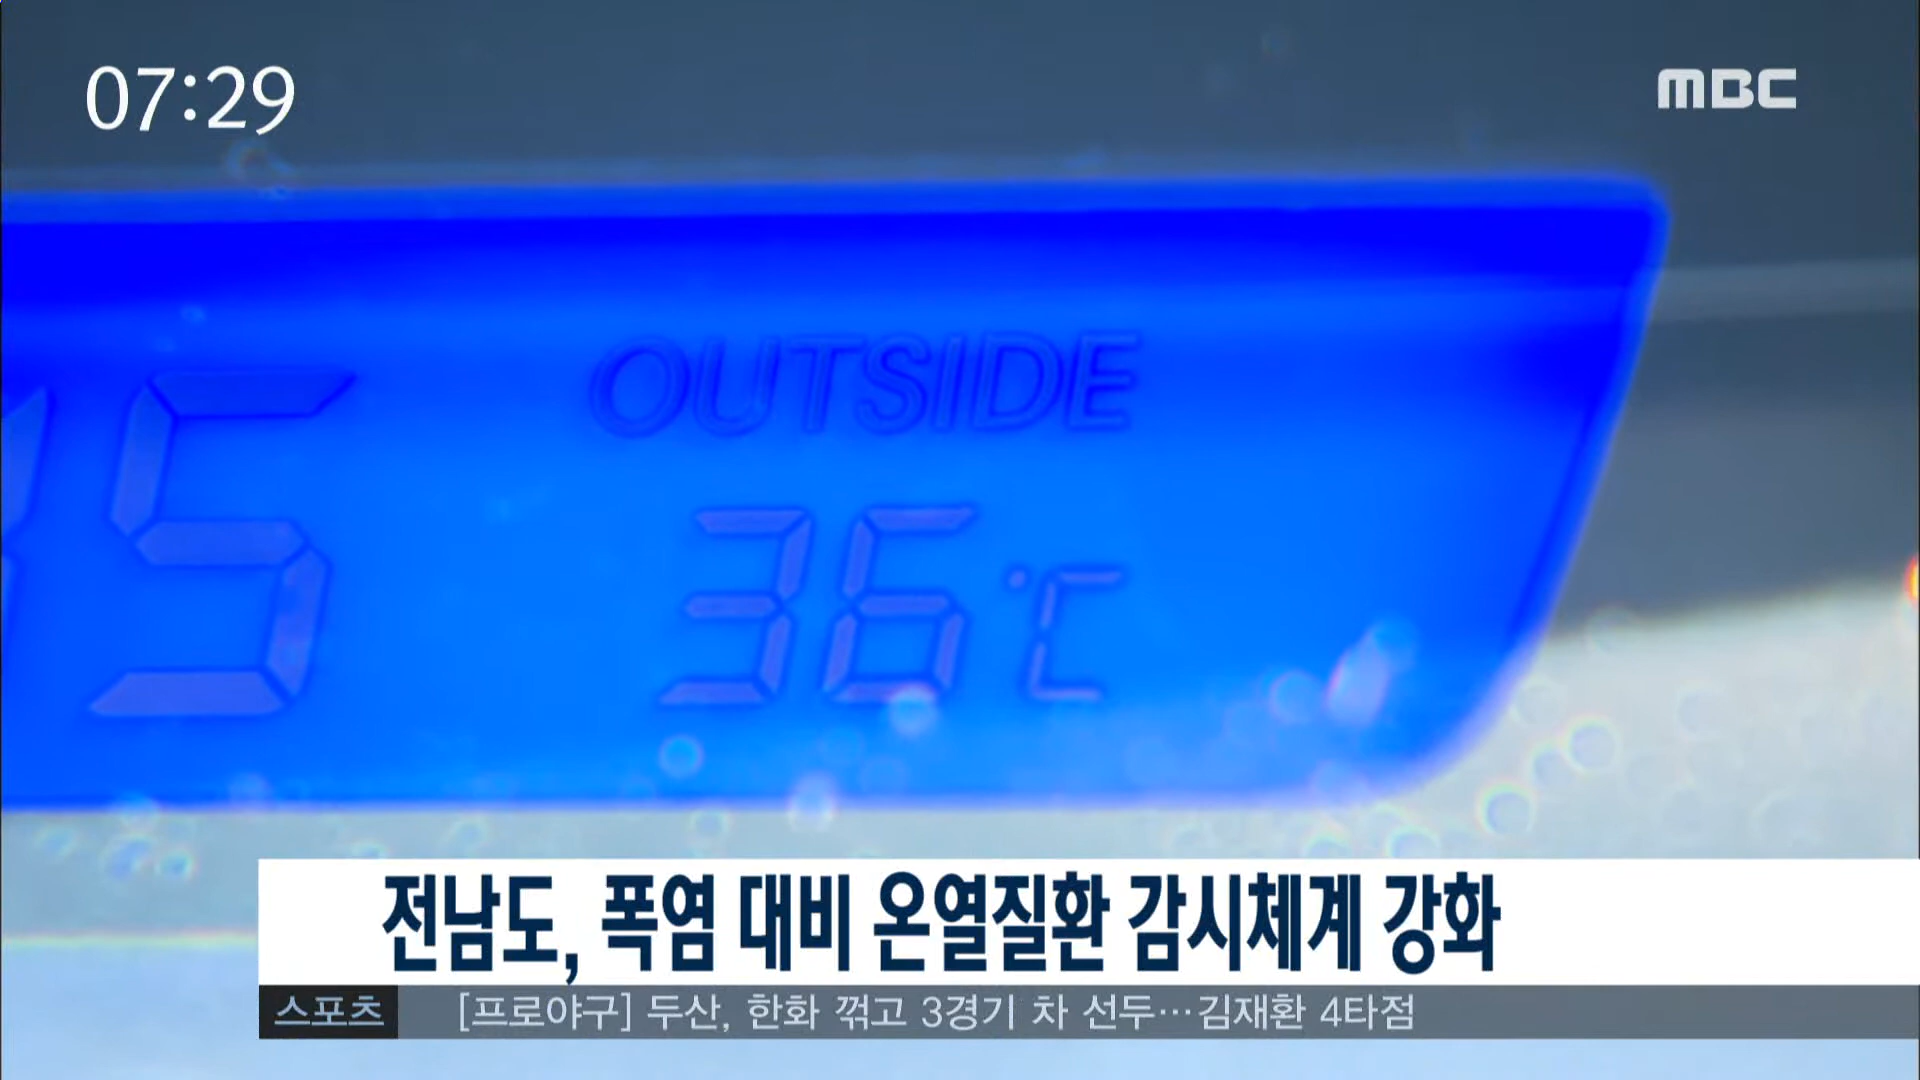 07:29
MBC
OUTSIDE
5
36℃
전남도, 폭염 대비 온열질환 감시체계 강화
스포츠 [프로야구] 두산, 한화 꺾고 3경기 차 선두…김재환 4타점